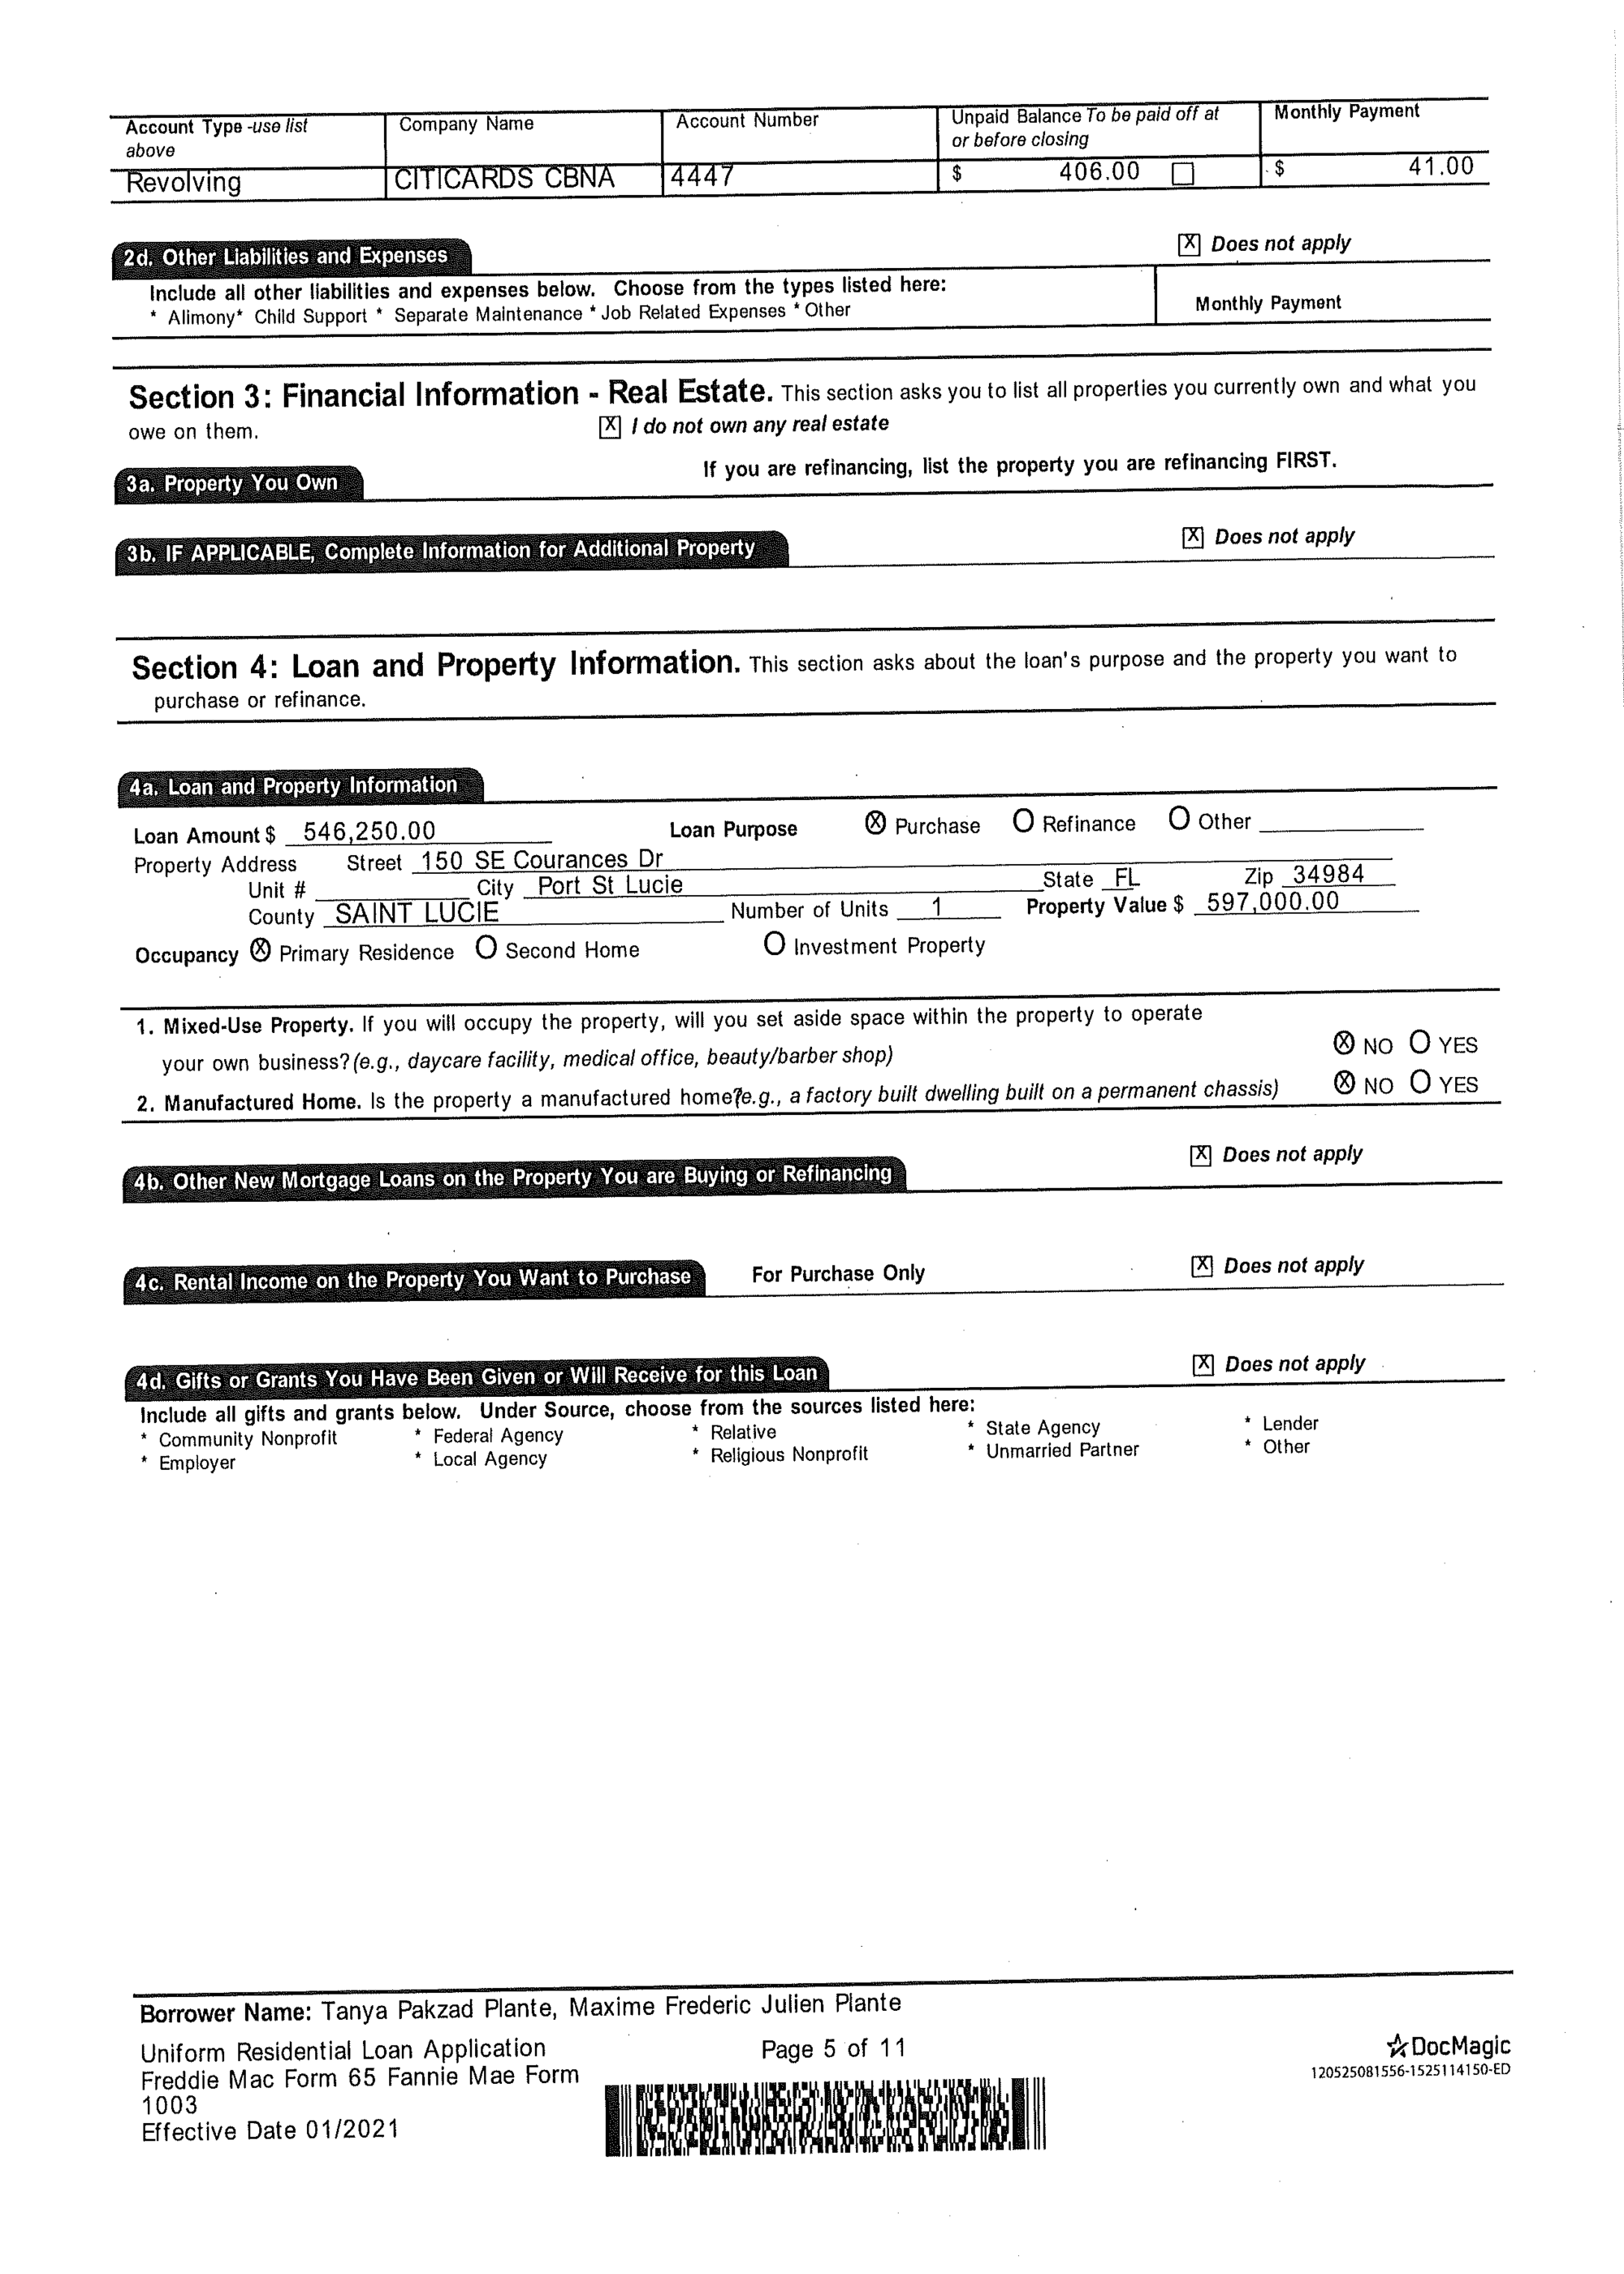 Account Type -use list above Company Name Account Number Unpaid Balance To be paid off at or before closing Monthly Payment
Revolving CITICARDS CBNA 4447 $ 406.00 ☐ $ 41.00
2d. Other Liabilities and Expenses ☒ Does not apply
Include all other liabilities and expenses below. Choose from the types listed here:
* Alimony* Child Support * Separate Maintenance * Job Related Expenses * Other Monthly Payment
Section 3: Financial Information - Real Estate. This section asks you to list all properties you currently own and what you
owe on them. ☒ I do not own any real estate
3a. Property You Own If you are refinancing, list the property you are refinancing FIRST.
3b. IF APPLICABLE, Complete Information for Additional Property ☒ Does not apply
Section 4: Loan and Property Information. This section asks about the loan's purpose and the property you want to
purchase or refinance.
4a. Loan and Property Information
Loan Amount $ 546,250.00 Loan Purpose ⊗ Purchase ○ Refinance ○ Other
Property Address Street 150 SE Courances Dr
Unit # City Port St Lucie State FL Zip 34984
County SAINT LUCIE Number of Units 1 Property Value $ 597,000.00
Occupancy ⊗ Primary Residence ○ Second Home ○ Investment Property
1. Mixed-Use Property. If you will occupy the property, will you set aside space within the property to operate
your own business? (e.g., daycare facility, medical office, beauty/barber shop) ⊗ NO ○ YES
2. Manufactured Home. Is the property a manufactured home?e.g., a factory built dwelling built on a permanent chassis) ⊗ NO ○ YES
4b. Other New Mortgage Loans on the Property You are Buying or Refinancing ☒ Does not apply
4c. Rental Income on the Property You Want to Purchase For Purchase Only ☒ Does not apply
4d. Gifts or Grants You Have Been Given or Will Receive for this Loan ☒ Does not apply
Include all gifts and grants below. Under Source, choose from the sources listed here:
* Community Nonprofit * Federal Agency * Relative * State Agency * Lender
* Employer * Local Agency * Religious Nonprofit * Unmarried Partner * Other
Borrower Name: Tanya Pakzad Plante, Maxime Frederic Julien Plante
Uniform Residential Loan Application Page 5 of 11 ☆DocMagic
Freddie Mac Form 65 Fannie Mae Form 120525081556-1525114150-ED
1003
Effective Date 01/2021